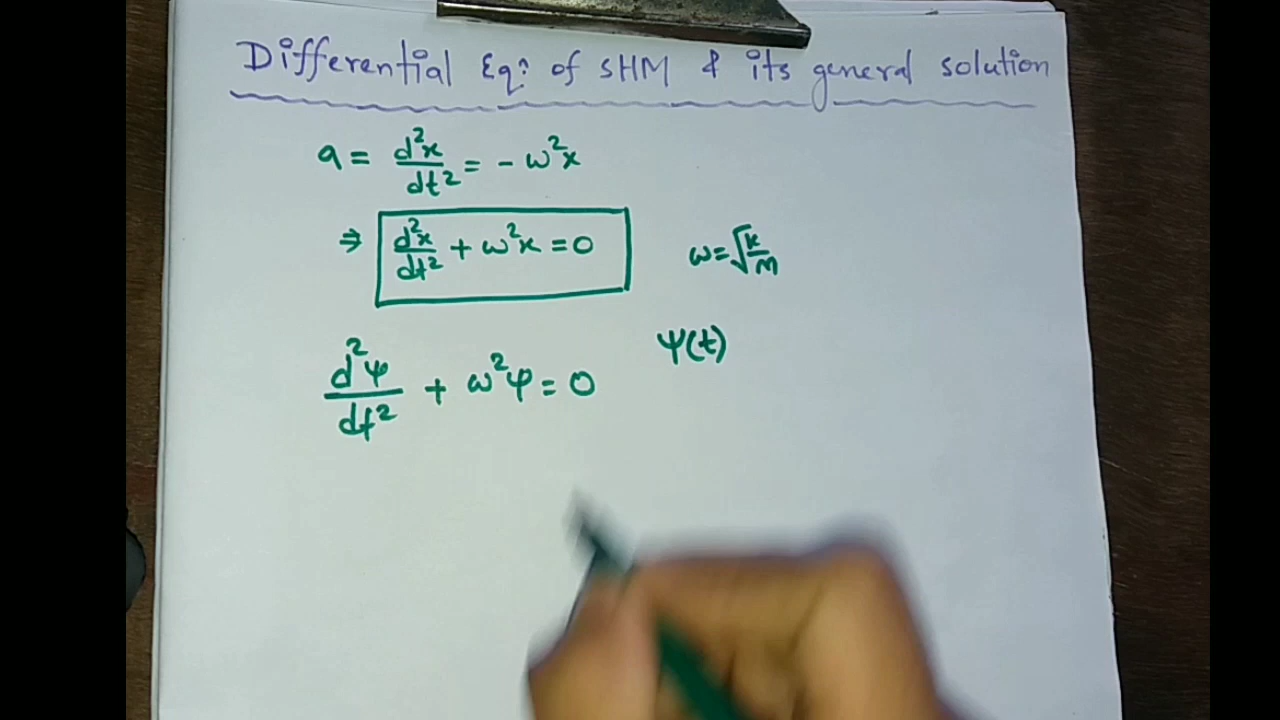 Differential Eqn: of SHM & its general solution
a = d²x/dt² = - ω²x
⇒ d²x/dt² + ω²x = 0
ω = √k/m
ψ(t)
d²ψ/dt² + ω²ψ = 0